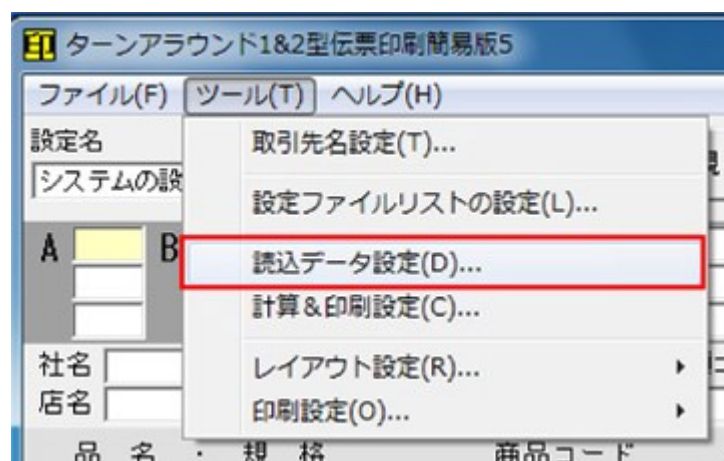 印 ターンアラウンド1&2型伝票印刷簡易版5
ファイル(F) ツール(T) ヘルプ(H)
設定名
システムの設
取引先名設定(T)...
設定ファイルリストの設定(L)...
A B
読込データ設定(D)...
計算&印刷設定(C)...
社名
レイアウト設定(R)...
店名
印刷設定(O)...
品 名 ・ 規 格 商品コード